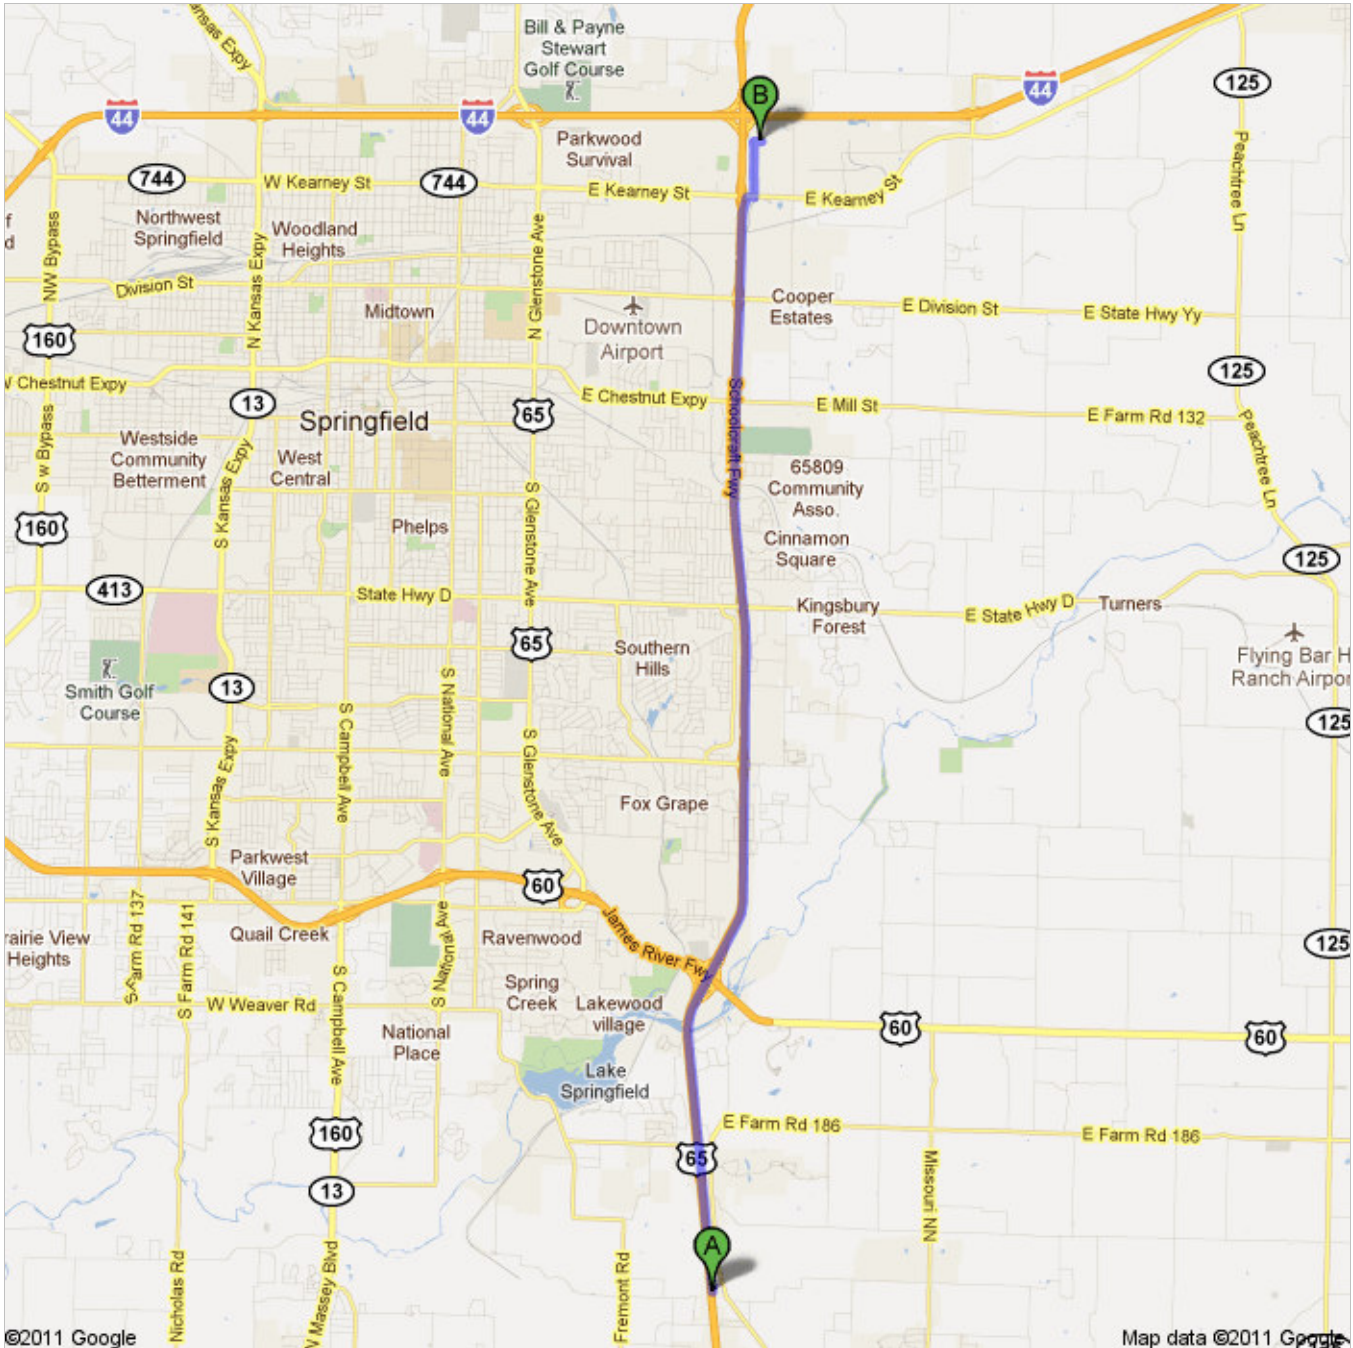 Bill & Payne
Stewart
Golf Course
44
44
44
125
B
Parkwood
Survival
744
W Kearney St
744
E Kearney St
E Kearney St
Peachtree Ln
Northwest
Springfield
Woodland
Heights
NW Bypass
N Kansas Expy
N Glenstone Ave
Division St
Midtown
Downtown
Airport
Cooper
Estates
E Division St
E State Hwy Yy
160
W Chestnut Expy
E Chestnut Expy
Schoolcraft Fwy
E Mill St
125
E Farm Rd 132
Peachtree Ln
13
Springfield
65
Westside
Community
Betterment
West
Central
S w Bypass
S Kansas Expy
65809
Community
Asso.
160
Phelps
S Glenstone Ave
Cinnamon
Square
125
413
State Hwy D
Kingsbury
Forest
E State Hwy D
Turners
65
Southern
Hills
Flying Bar H
Ranch Airpor
Smith Golf
Course
13
S Campbell Ave
S National Ave
125
S Kansas Expy
S Glenstone Ave
Fox Grape
Parkwest
Village
60
James River Fwy
Farm Rd 137
S Farm Rd 141
Quail Creek
S National Ave
Ravenwood
125
rairie View
Heights
W Weaver Rd
S Campbell Ave
Spring
Creek
Lakewood
village
National
Place
60
60
Lake
Springfield
160
E Farm Rd 186
E Farm Rd 186
65
13
Missouri NN
A
Nicholas Rd
W Massey Blvd
Fremont Rd
©2011 Google
Map data ©2011 Google